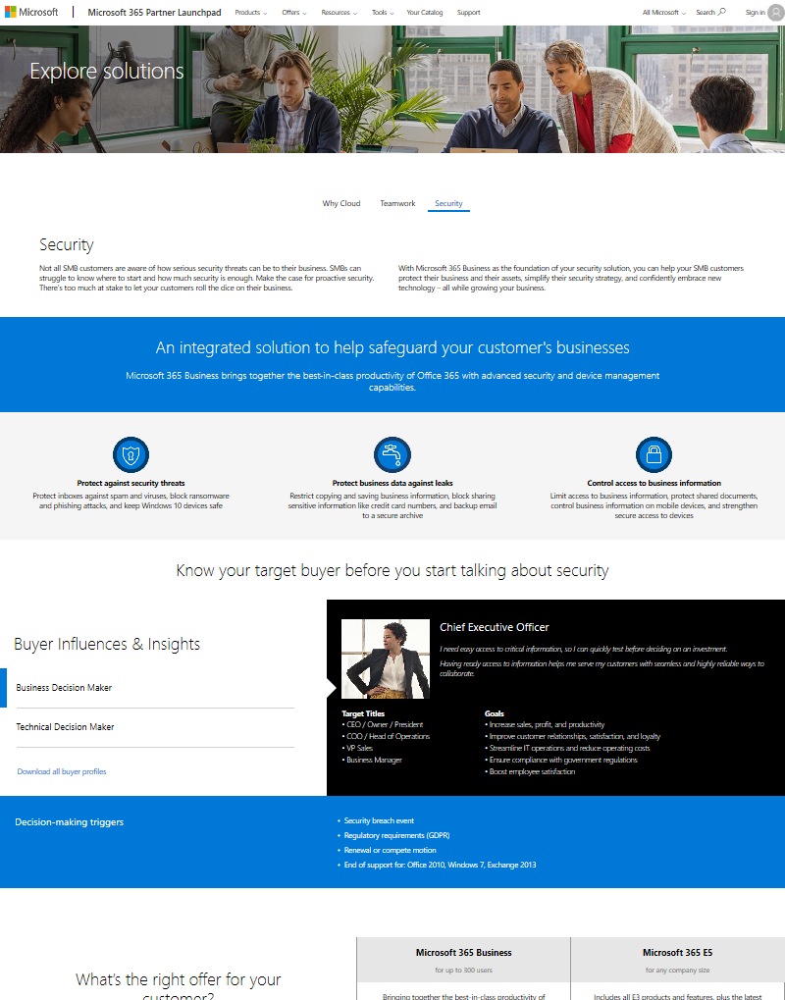 Microsoft
Microsoft 365 Partner Launchpad
Products
Offers
Resources
Tools
Your Catalog
Support
All Microsoft
Search
Sign in
Explore solutions
Why Cloud
Teamwork
Security
Security
Not all SMB customers are aware of how serious security threats can be to their business. SMBs can
struggle to know where to start and how much security is enough. Make the case for proactive security.
There's too much at stake to let your customers roll the dice on their business.
With Microsoft 365 Business as the foundation of your security solution, you can help your SMB customers
protect their business and their assets, simplify their security strategy, and confidently embrace new
technology – all while growing your business.
An integrated solution to help safeguard your customer's businesses
Microsoft 365 Business brings together the best-in-class productivity of Office 365 with advanced security and device management
capabilities.
Protect against security threats
Protect inboxes against spam and viruses, block ransomware
and phishing attacks, and keep Windows 10 devices safe
Protect business data against leaks
Restrict copying and saving business information, block sharing
sensitive information like credit card numbers, and backup email
to a secure archive
Control access to business information
Limit access to business information, protect shared documents,
control business information on mobile devices, and strengthen
secure access to devices
Know your target buyer before you start talking about security
Buyer Influences & Insights
Business Decision Maker
Technical Decision Maker
Download all buyer profiles
Chief Executive Officer
I need easy access to critical information, so I can quickly test before deciding on an investment.
Having ready access to information helps me serve my customers with seamless and highly reliable ways to
collaborate.
Target Titles
• CEO / Owner / President
• COO / Head of Operations
• VP Sales
• Business Manager
Goals
• Increase sales, profit, and productivity
• Improve customer relationships, satisfaction, and loyalty
• Streamline IT operations and reduce operating costs
• Ensure compliance with government regulations
• Boost employee satisfaction
Decision-making triggers
• Security breach event
• Regulatory requirements (GDPR)
• Renewal or compete motion
• End of support for: Office 2010, Windows 7, Exchange 2013
What's the right offer for your
customer?
Microsoft 365 Business
for up to 300 users
Bringing together the best-in-class productivity of
Microsoft 365 E5
for any company size
Includes all E3 products and features, plus the latest